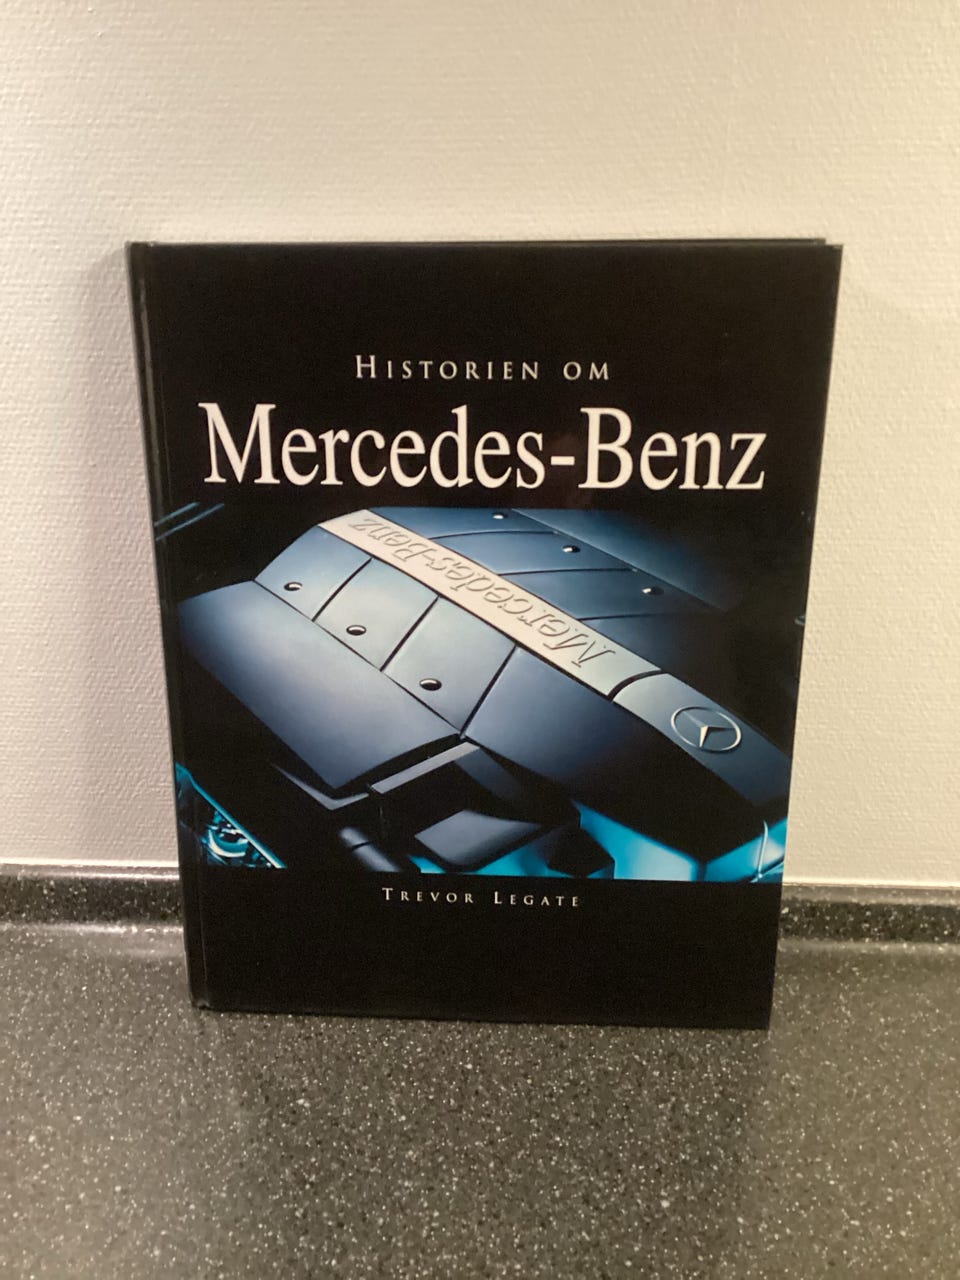 Historien om
Mercedes-Benz
Mercedes-Benz
Trevor Legate